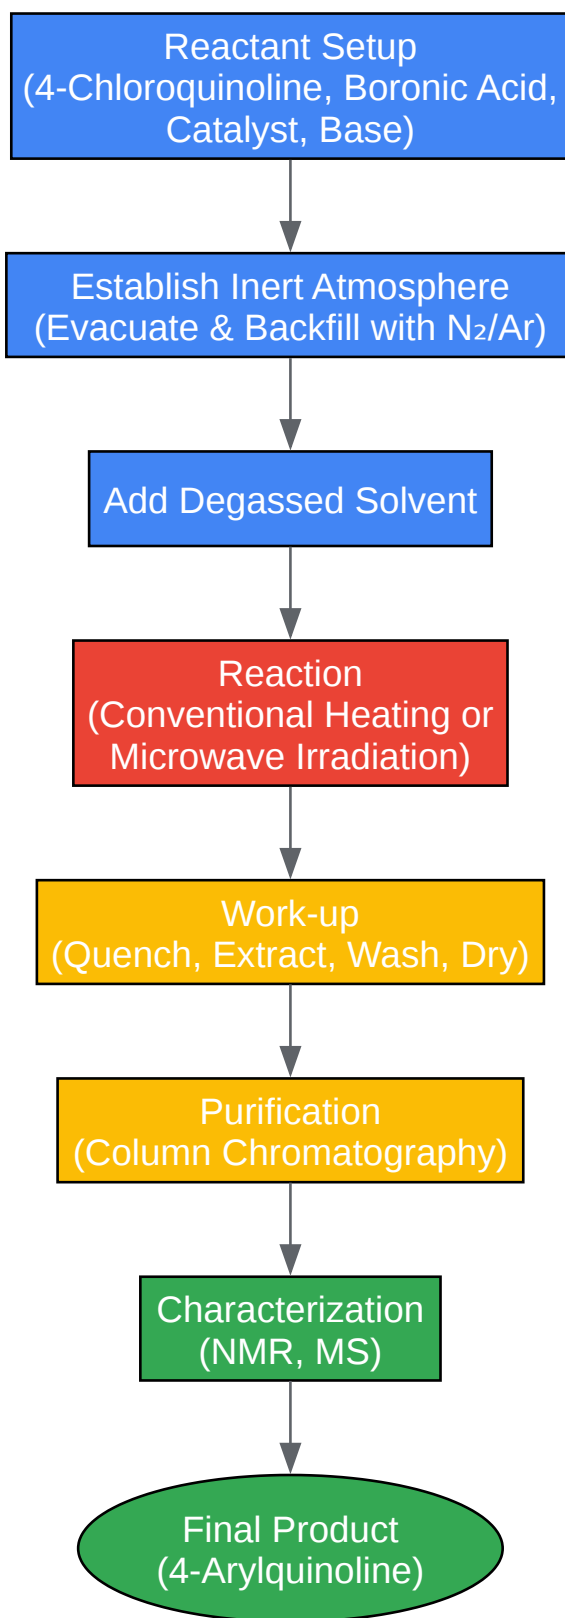 Reactant Setup
(4-Chloroquinoline, Boronic Acid,
Catalyst, Base)
Establish Inert Atmosphere
(Evacuate & Backfill with N₂/Ar)
Add Degassed Solvent
Reaction
(Conventional Heating or
Microwave Irradiation)
Work-up
(Quench, Extract, Wash, Dry)
Purification
(Column Chromatography)
Characterization
(NMR, MS)
Final Product
(4-Arylquinoline)